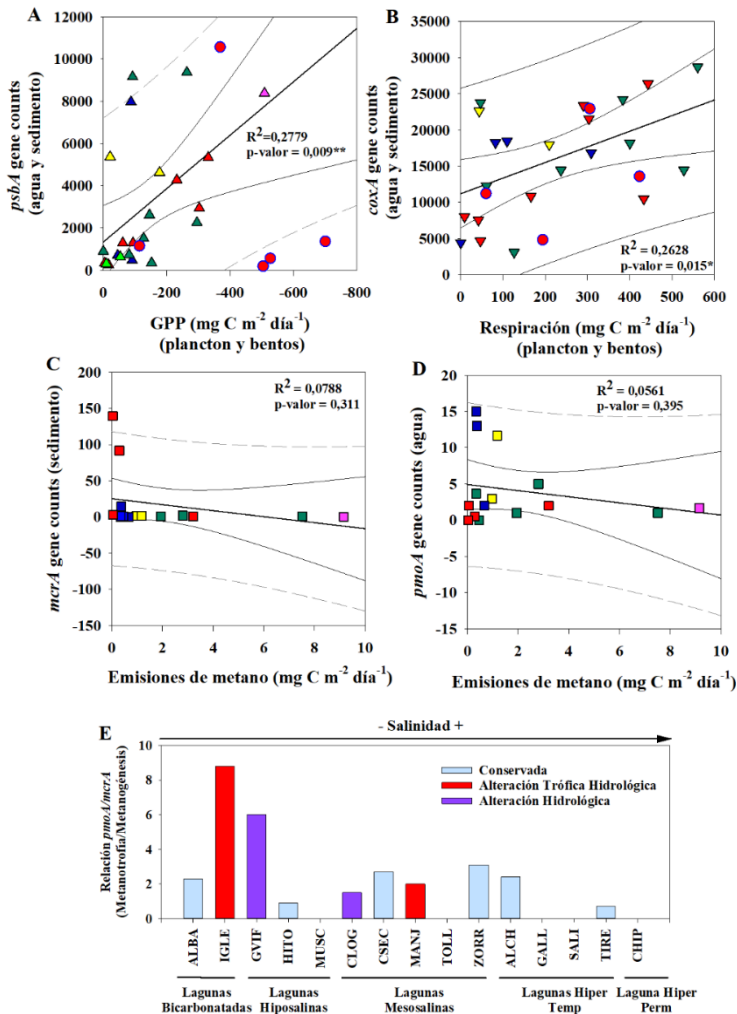 A
12000
10000
8000
6000
4000
2000
0
psbA gene counts
(agua y sedimento)
R²=0,2779
p-valor = 0,009**
0 -200 -400 -600 -800
GPP (mg C m⁻² día⁻¹)
(plancton y bentos)
B
35000
30000
25000
20000
15000
10000
5000
0
coxA gene counts
(agua y sedimento)
R² = 0,2628
p-valor = 0,015*
0 100 200 300 400 500 600
Respiración (mg C m⁻² día⁻¹)
(plancton y bentos)
C
200
150
100
50
0
-50
-100
-150
mcrA gene counts (sedimento)
R² = 0,0788
p-valor = 0,311
0 2 4 6 8 10
Emisiones de metano (mg C m⁻² día⁻¹)
D
20
15
10
5
0
-5
-10
-15
pmoA gene counts (agua)
R² = 0,0561
p-valor = 0,395
0 2 4 6 8 10
Emisiones de metano (mg C m⁻² día⁻¹)
- Salinidad +
E
10
8
6
4
2
0
Relación pmoA/mcrA
(Metanotrofía/Metanogénesis)
Conservada
Alteración Trófica Hidrológica
Alteración Hidrológica
ALBA IGLE GVIF HITO MUSC CLOG CSEC MANJ TOLL ZORR ALCH GALL SALI TIRE CHIP
Lagunas
Bicarbonatadas
Lagunas
Hiposalinas
Lagunas
Mesosalinas
Lagunas Hiper
Temp
Laguna Hiper
Perm